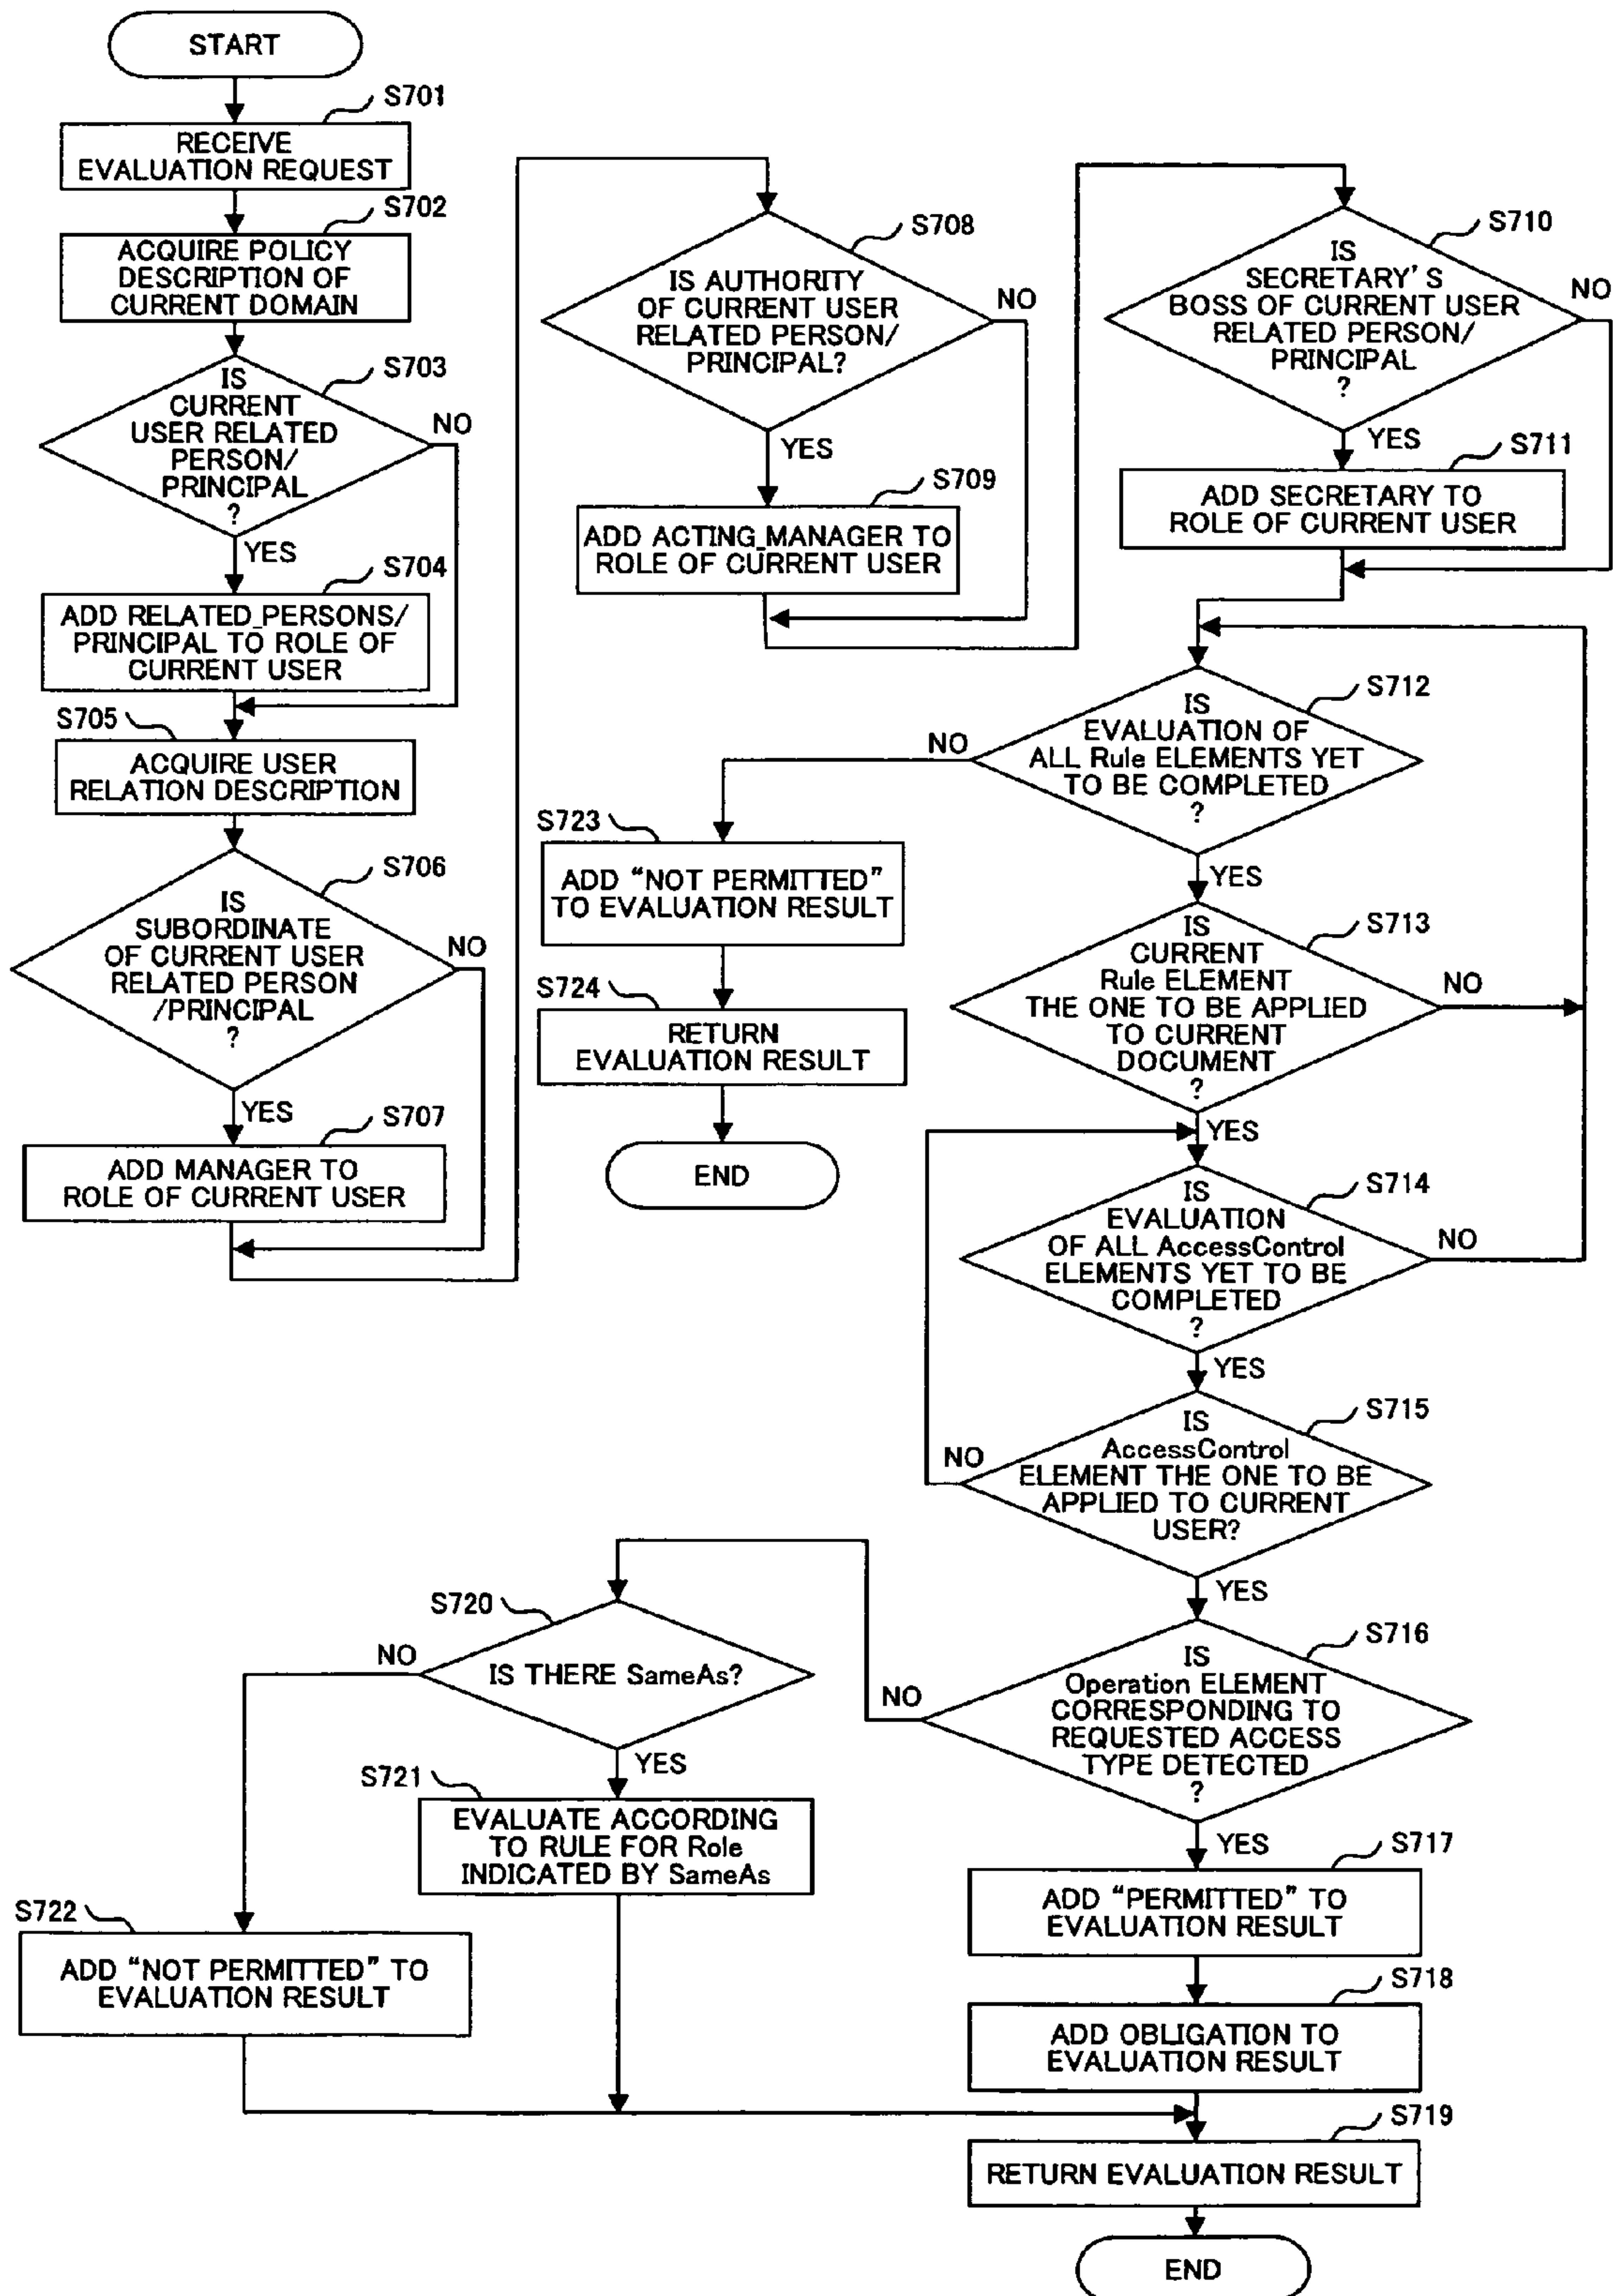 START
S701
RECEIVE
EVALUATION REQUEST
S702
ACQUIRE POLICY
DESCRIPTION OF
CURRENT DOMAIN
S703
IS
CURRENT
USER RELATED
PERSON/
PRINCIPAL
?
NO
YES
S704
ADD RELATED_PERSONS/
PRINCIPAL TO ROLE OF
CURRENT USER
S705
ACQUIRE USER
RELATION DESCRIPTION
S706
IS
SUBORDINATE
OF CURRENT USER
RELATED PERSON
/PRINCIPAL
?
NO
YES
S707
ADD MANAGER TO
ROLE OF CURRENT USER
S708
IS AUTHORITY
OF CURRENT USER
RELATED PERSON/
PRINCIPAL?
NO
YES
S709
ADD ACTING_MANAGER TO
ROLE OF CURRENT USER
S710
IS
SECRETARY'S
BOSS OF CURRENT USER
RELATED PERSON/
PRINCIPAL
?
NO
YES
S711
ADD SECRETARY TO
ROLE OF CURRENT USER
S712
IS
EVALUATION OF
ALL Rule ELEMENTS YET
TO BE COMPLETED
?
NO
YES
S723
ADD “NOT PERMITTED”
TO EVALUATION RESULT
S724
RETURN
EVALUATION RESULT
END
S713
IS
CURRENT
Rule ELEMENT
THE ONE TO BE APPLIED
TO CURRENT
DOCUMENT
?
NO
YES
S714
IS
EVALUATION
OF ALL AccessControl
ELEMENTS YET TO BE
COMPLETED
?
NO
YES
S715
IS
AccessControl
ELEMENT THE ONE TO BE
APPLIED TO CURRENT
USER?
NO
YES
S716
IS
Operation ELEMENT
CORRESPONDING TO
REQUESTED ACCESS
TYPE DETECTED
?
NO
YES
S720
IS THERE SameAs?
NO
YES
S721
EVALUATE ACCORDING
TO RULE FOR Role
INDICATED BY SameAs
S722
ADD “NOT PERMITTED” TO
EVALUATION RESULT
S717
ADD “PERMITTED” TO
EVALUATION RESULT
S718
ADD OBLIGATION TO
EVALUATION RESULT
S719
RETURN EVALUATION RESULT
END